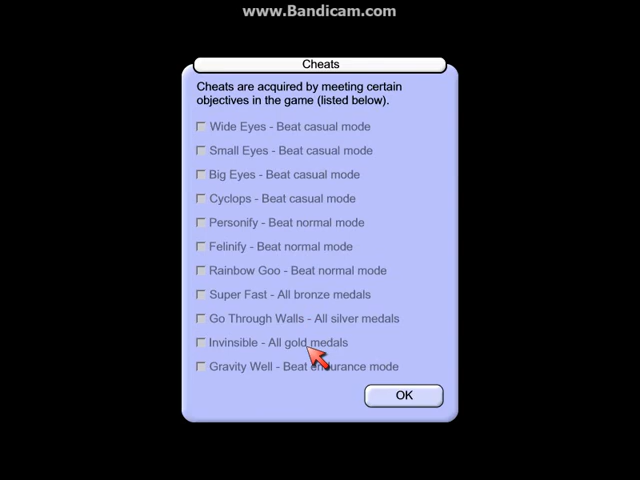 www.Bandicam.com
Cheats
Cheats are acquired by meeting certain
objectives in the game (listed below).
Wide Eyes - Beat casual mode
Small Eyes - Beat casual mode
Big Eyes - Beat casual mode
Cyclops - Beat casual mode
Personify - Beat normal mode
Felinify - Beat normal mode
Rainbow Goo - Beat normal mode
Super Fast - All bronze medals
Go Through Walls - All silver medals
Invinsible - All gold medals
Gravity Well - Beat endurance mode
OK